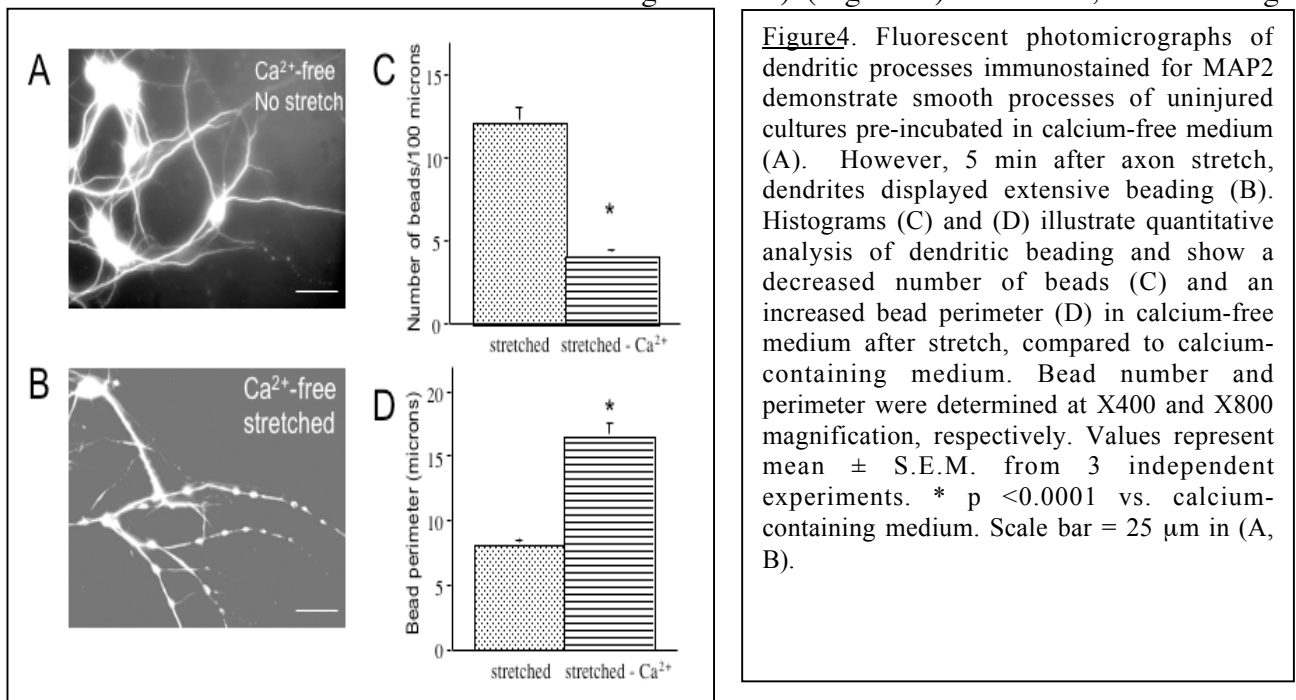 A
Ca²⁺-free
No stretch
B
Ca²⁺-free
stretched
C
Number of beads/100 microns
15
10
5
0
stretched
stretched - Ca²⁺
*
D
Bead perimeter (microns)
20
15
10
5
0
stretched
stretched - Ca²⁺
*
Figure4. Fluorescent photomicrographs of
dendritic processes immunostained for MAP2
demonstrate smooth processes of uninjured
cultures pre-incubated in calcium-free medium
(A). However, 5 min after axon stretch,
dendrites displayed extensive beading (B).
Histograms (C) and (D) illustrate quantitative
analysis of dendritic beading and show a
decreased number of beads (C) and an
increased bead perimeter (D) in calcium-free
medium after stretch, compared to calcium-
containing medium. Bead number and
perimeter were determined at X400 and X800
magnification, respectively. Values represent
mean ± S.E.M. from 3 independent
experiments. * p <0.0001 vs. calcium-
containing medium. Scale bar = 25 μm in (A,
B).